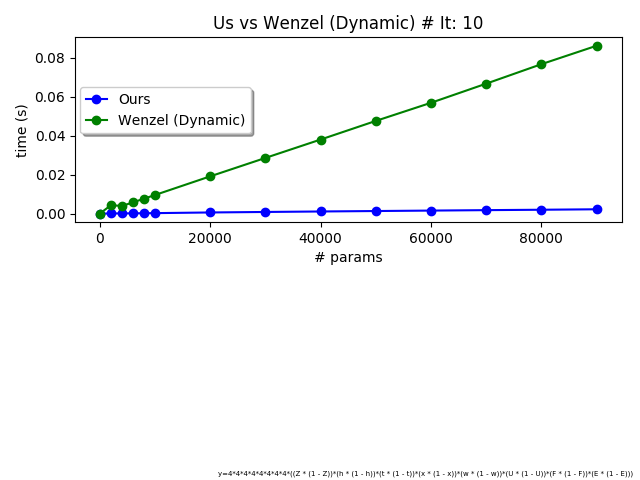 Us vs Wenzel (Dynamic) # It: 10
0.08
0.06
0.04
0.02
0.00
time (s)
Ours
Wenzel (Dynamic)
0 20000 40000 60000 80000
# params
y=4*4*4*4*4*4*4*4*((Z * (1 - Z))*(h * (1 - h))*(t * (1 - t))*(x * (1 - x))*(w * (1 - w))*(U * (1 - U))*(F * (1 - F))*(E * (1 - E)))